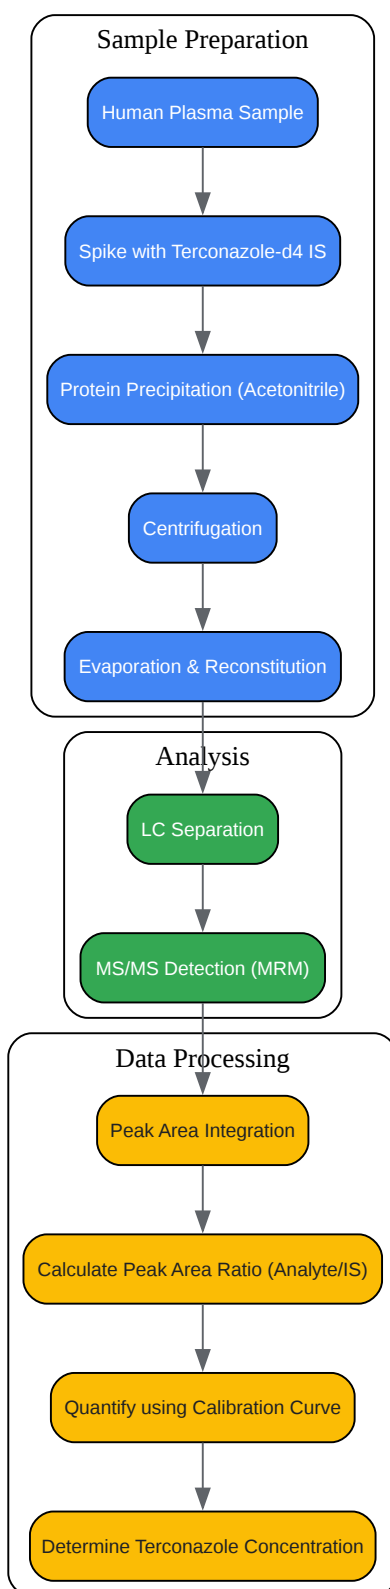 Sample Preparation
Human Plasma Sample
Spike with Terconazole-d4 IS
Protein Precipitation (Acetonitrile)
Centrifugation
Evaporation & Reconstitution
Analysis
LC Separation
MS/MS Detection (MRM)
Data Processing
Peak Area Integration
Calculate Peak Area Ratio (Analyte/IS)
Quantify using Calibration Curve
Determine Terconazole Concentration